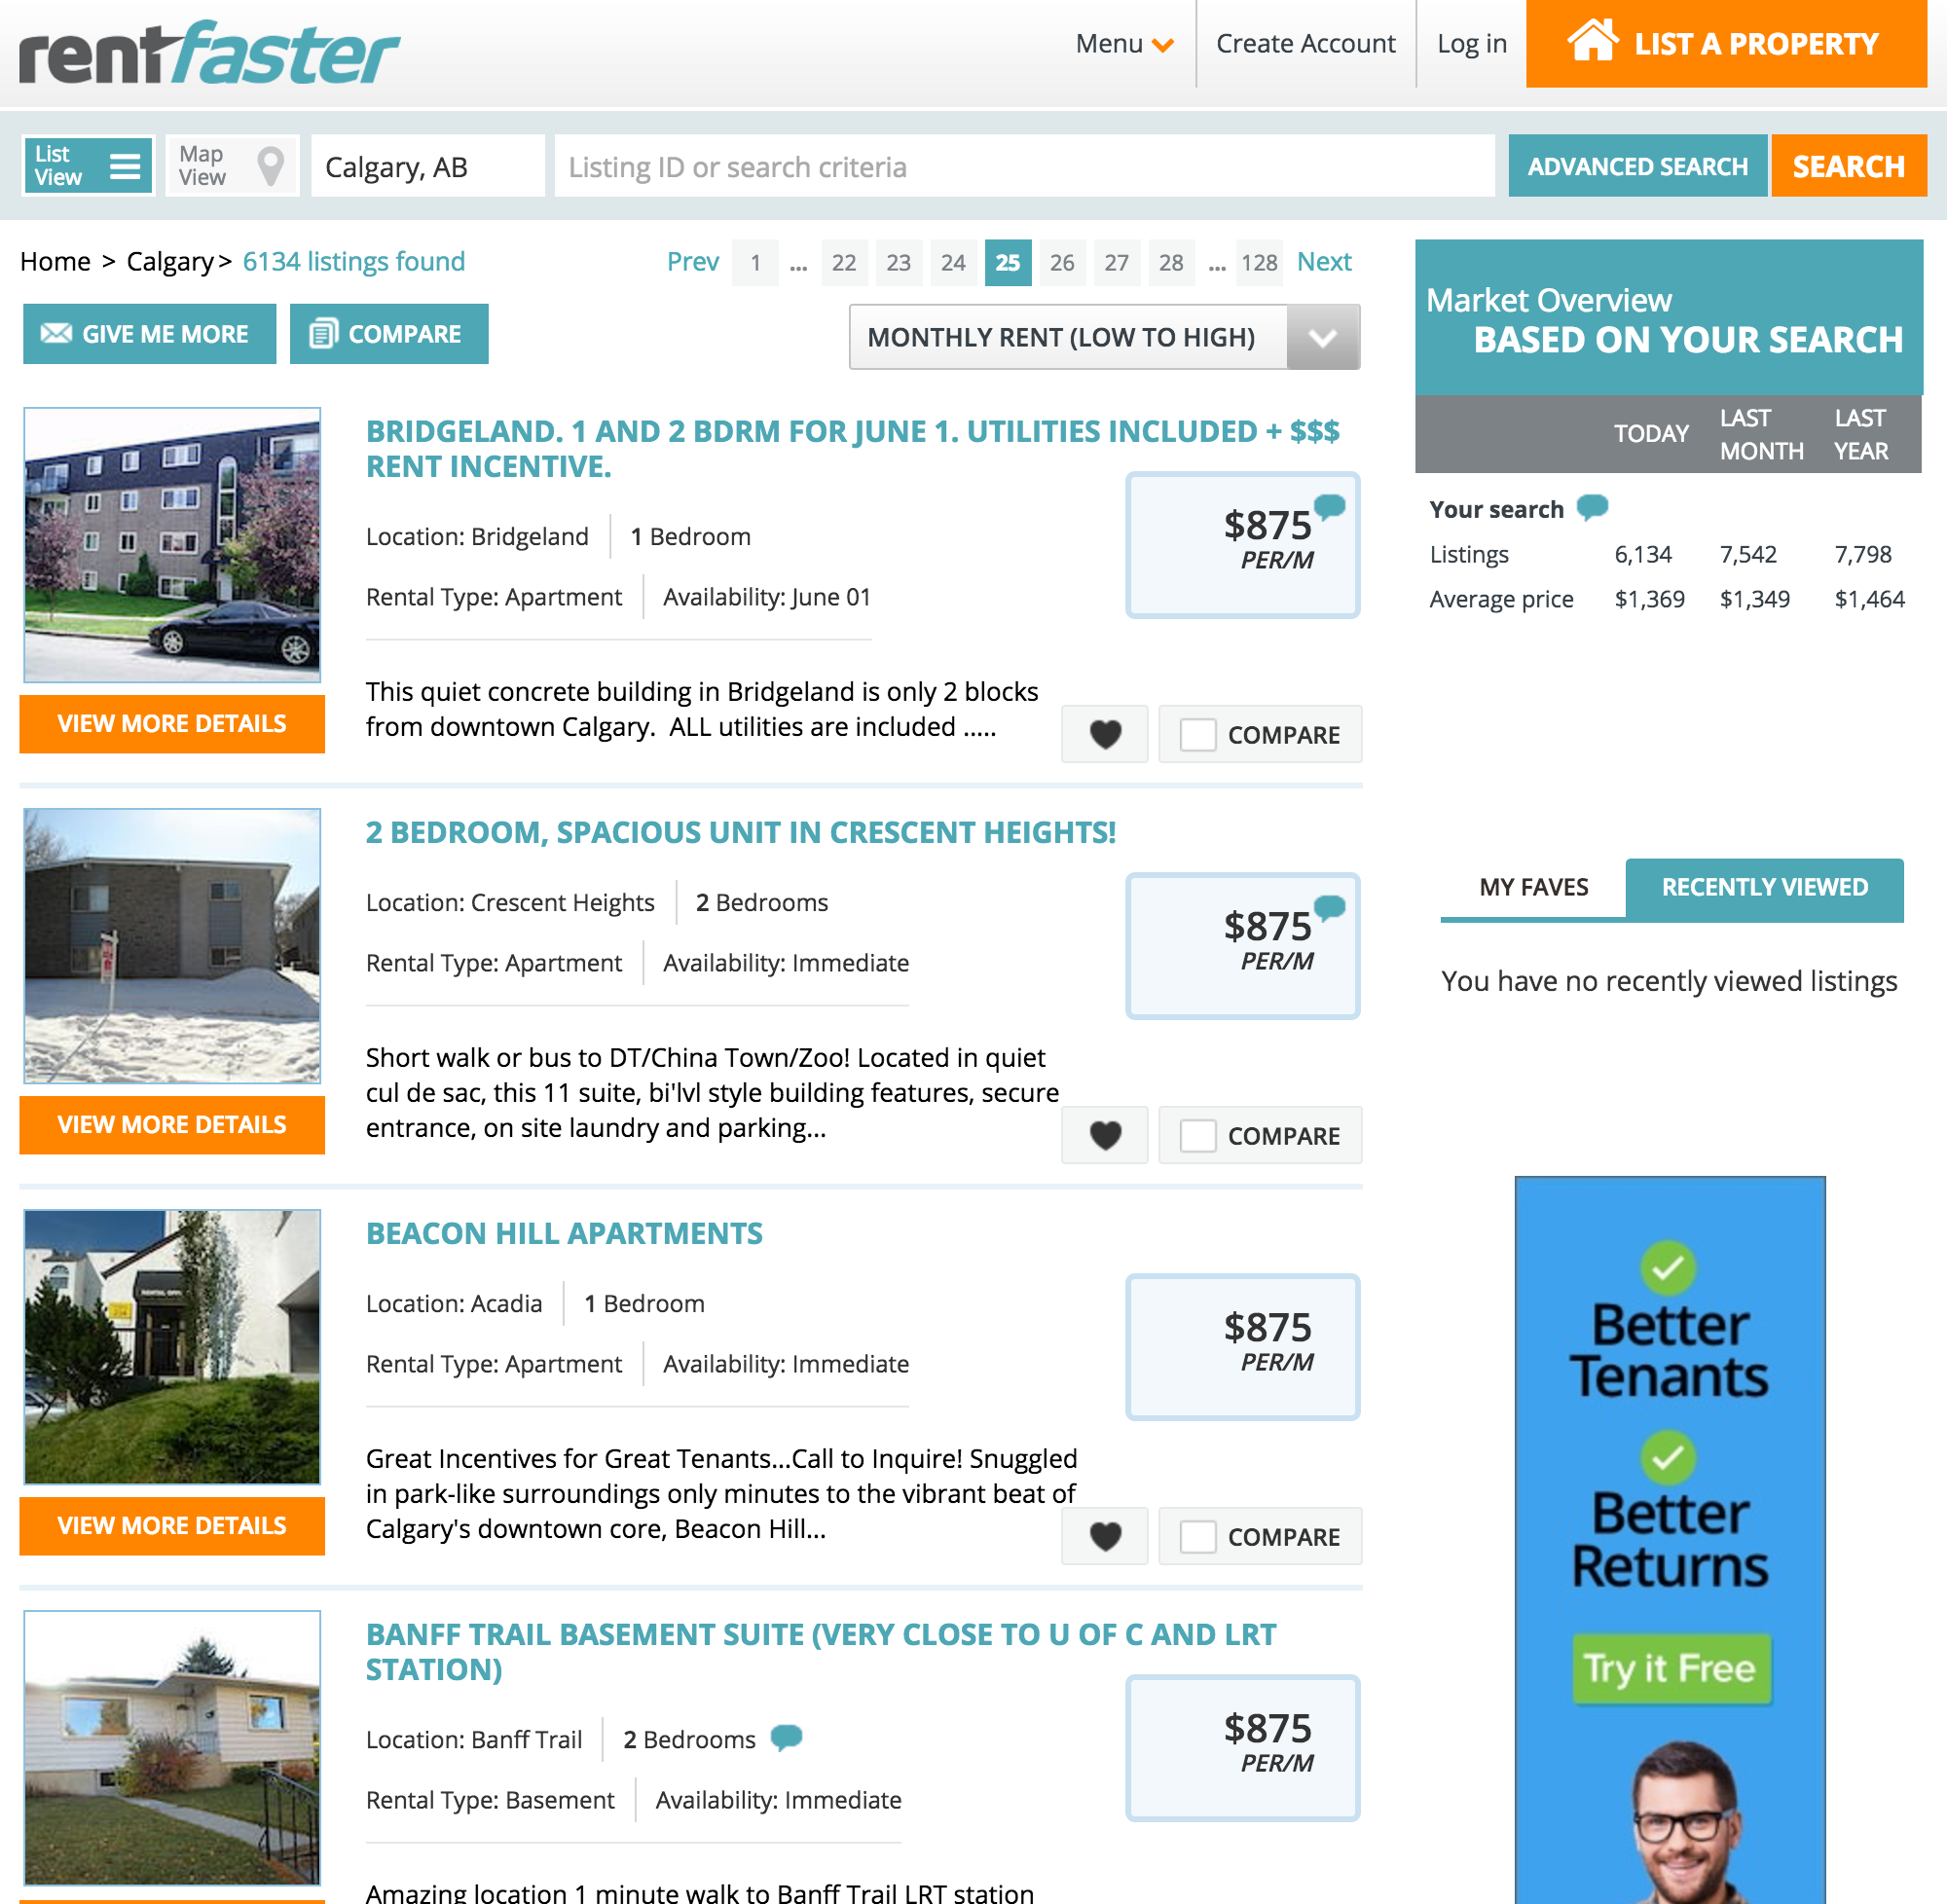 rentfaster
Menu
Create Account
Log in
LIST A PROPERTY
List
View
Map
View
Calgary, AB
Listing ID or search criteria
ADVANCED SEARCH
SEARCH
Home > Calgary > 6134 listings found
Prev 1 ... 22 23 24 25 26 27 28 ... 128 Next
GIVE ME MORE
COMPARE
MONTHLY RENT (LOW TO HIGH)
BRIDGELAND. 1 AND 2 BDRM FOR JUNE 1. UTILITIES INCLUDED + $$$
RENT INCENTIVE.
Location: Bridgeland 1 Bedroom
Rental Type: Apartment Availability: June 01
$875
PER/M
This quiet concrete building in Bridgeland is only 2 blocks
from downtown Calgary.  ALL utilities are included .....
VIEW MORE DETAILS
COMPARE
2 BEDROOM, SPACIOUS UNIT IN CRESCENT HEIGHTS!
Location: Crescent Heights 2 Bedrooms
Rental Type: Apartment Availability: Immediate
$875
PER/M
Short walk or bus to DT/China Town/Zoo! Located in quiet
cul de sac, this 11 suite, bi'lvl style building features, secure
entrance, on site laundry and parking...
VIEW MORE DETAILS
COMPARE
BEACON HILL APARTMENTS
Location: Acadia 1 Bedroom
Rental Type: Apartment Availability: Immediate
$875
PER/M
Great Incentives for Great Tenants...Call to Inquire! Snuggled
in park-like surroundings only minutes to the vibrant beat of
Calgary's downtown core, Beacon Hill...
VIEW MORE DETAILS
COMPARE
BANFF TRAIL BASEMENT SUITE (VERY CLOSE TO U OF C AND LRT
STATION)
Location: Banff Trail 2 Bedrooms
Rental Type: Basement Availability: Immediate
$875
PER/M
Amazing location 1 minute walk to Banff Trail LRT station
Market Overview
BASED ON YOUR SEARCH
TODAY LAST MONTH LAST YEAR
Your search
Listings 6,134 7,542 7,798
Average price $1,369 $1,349 $1,464
MY FAVES
RECENTLY VIEWED
You have no recently viewed listings
Better
Tenants
Better
Returns
Try it Free